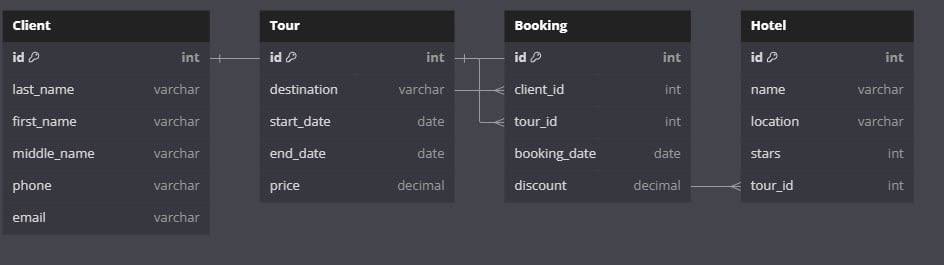 Client
id int
last_name varchar
first_name varchar
middle_name varchar
phone varchar
email varchar
Tour
id int
destination varchar
start_date date
end_date date
price decimal
Booking
id int
client_id int
tour_id int
booking_date date
discount decimal
Hotel
id int
name varchar
location varchar
stars int
tour_id int